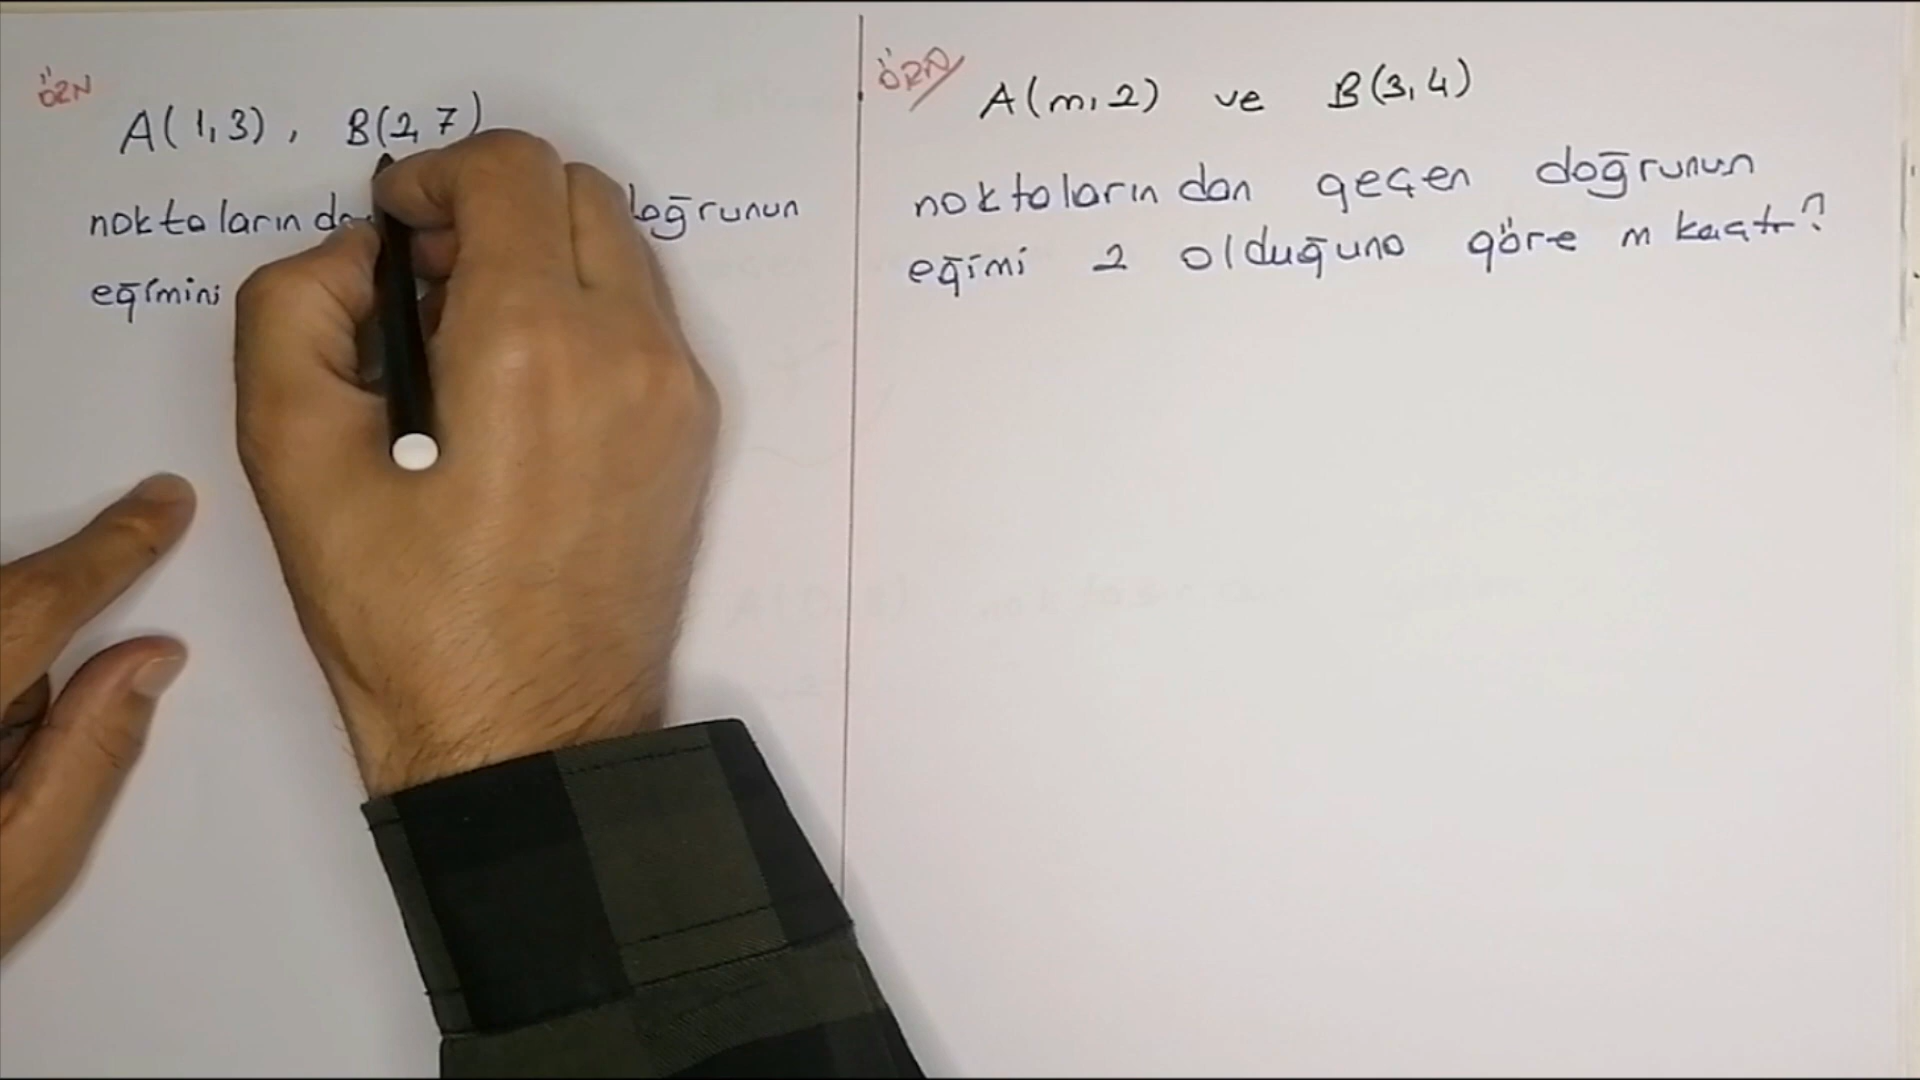 ÖRN
A(1,3), B(2,7)
noktalarından doğrunun
eğimini
ÖRN
A(m,2) ve B(3,4)
noktalarından geçen doğrunun
eğimi 2 olduğuna göre m kaçtır?